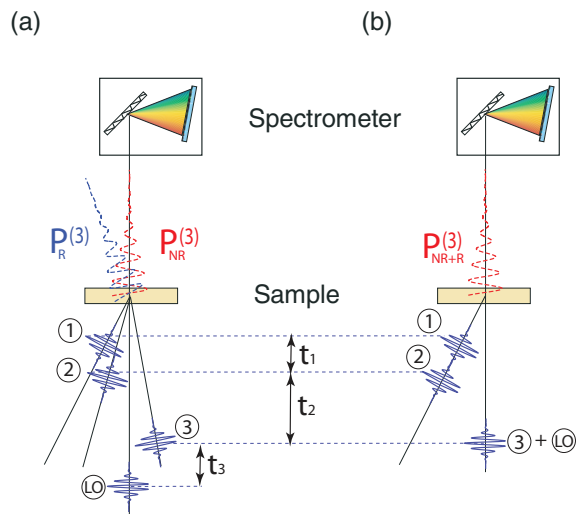 (a)
(b)
Spectrometer
P_R^(3)
P_NR^(3)
P_NR+R^(3)
Sample
①
①
t₁
②
②
t₂
③
③ + LO
t₃
LO